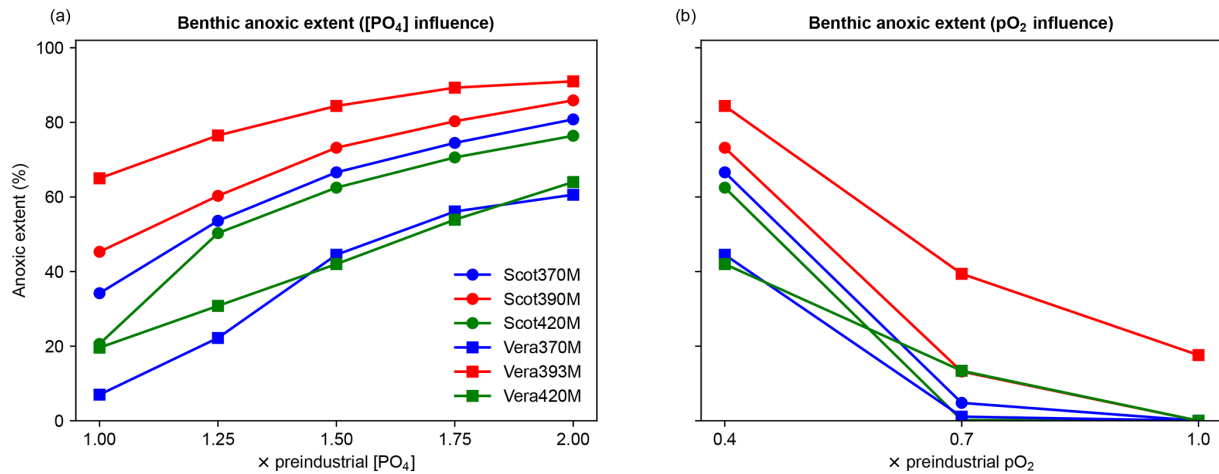 (a)
Benthic anoxic extent ([PO₄] influence)
100
80
60
40
20
0
Anoxic extent (%)
Scot370M
Scot390M
Scot420M
Vera370M
Vera393M
Vera420M
1.00 1.25 1.50 1.75 2.00
× preindustrial [PO₄]
(b)
Benthic anoxic extent (pO₂ influence)
0.4 0.7 1.0
× preindustrial pO₂